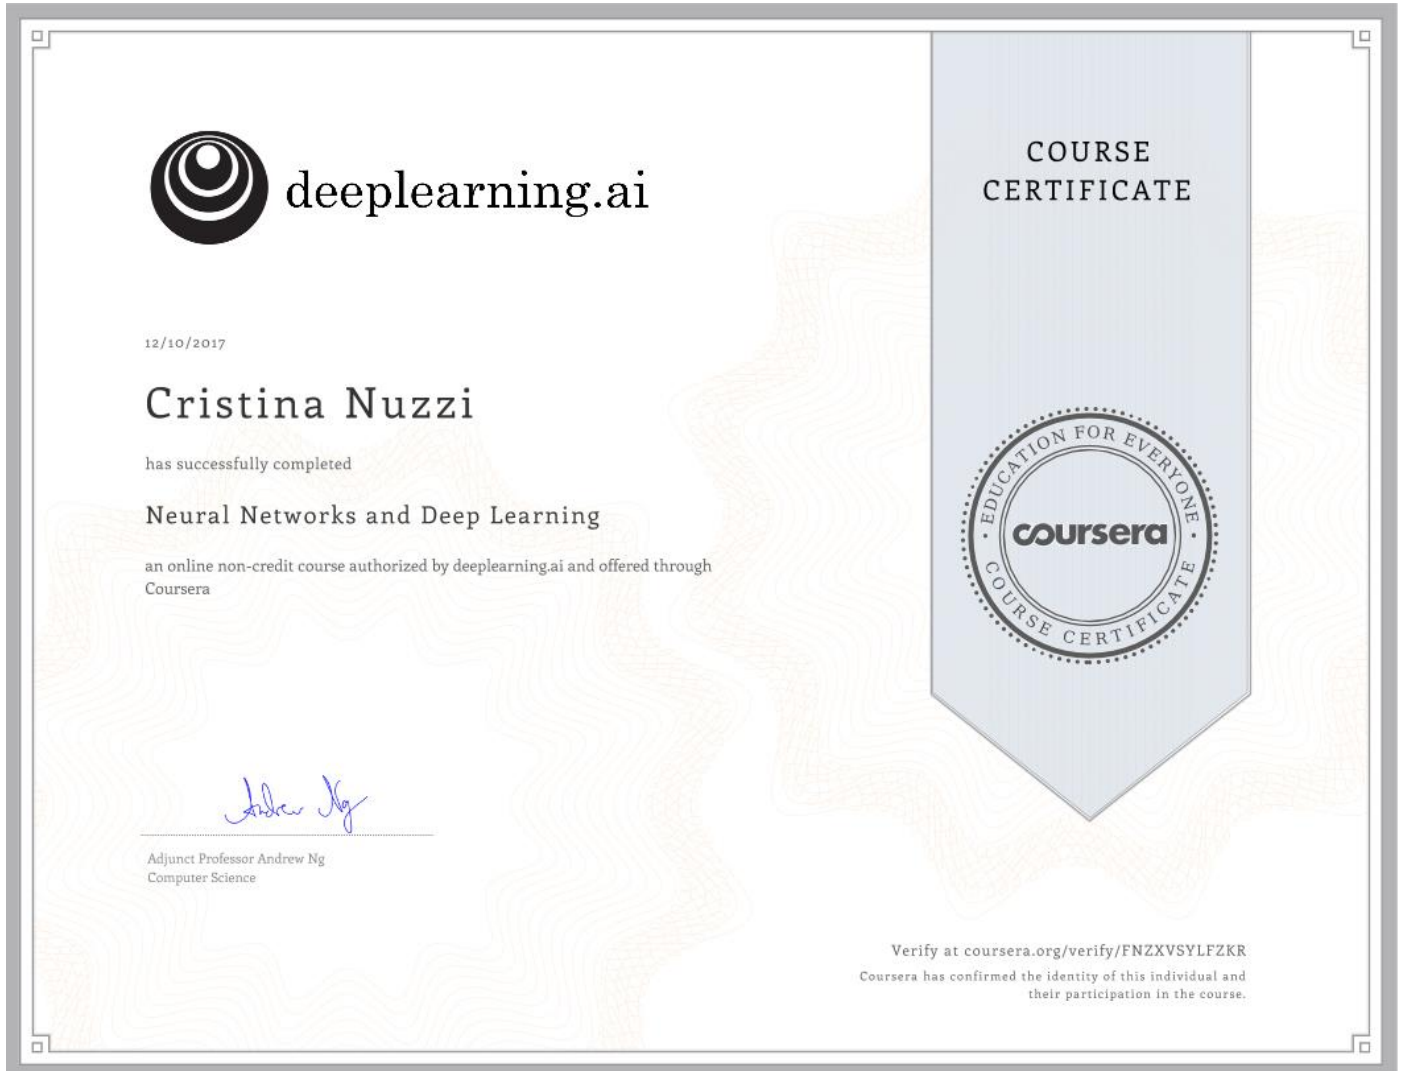 deeplearning.ai
COURSE
CERTIFICATE
12/10/2017
Cristina Nuzzi
has successfully completed
Neural Networks and Deep Learning
an online non-credit course authorized by deeplearning.ai and offered through
Coursera
EDUCATION FOR EVERYONE
coursera
COURSE CERTIFICATE
Andrew Ng
Adjunct Professor Andrew Ng
Computer Science
Verify at coursera.org/verify/FNZXVSYLFZKR
Coursera has confirmed the identity of this individual and
their participation in the course.